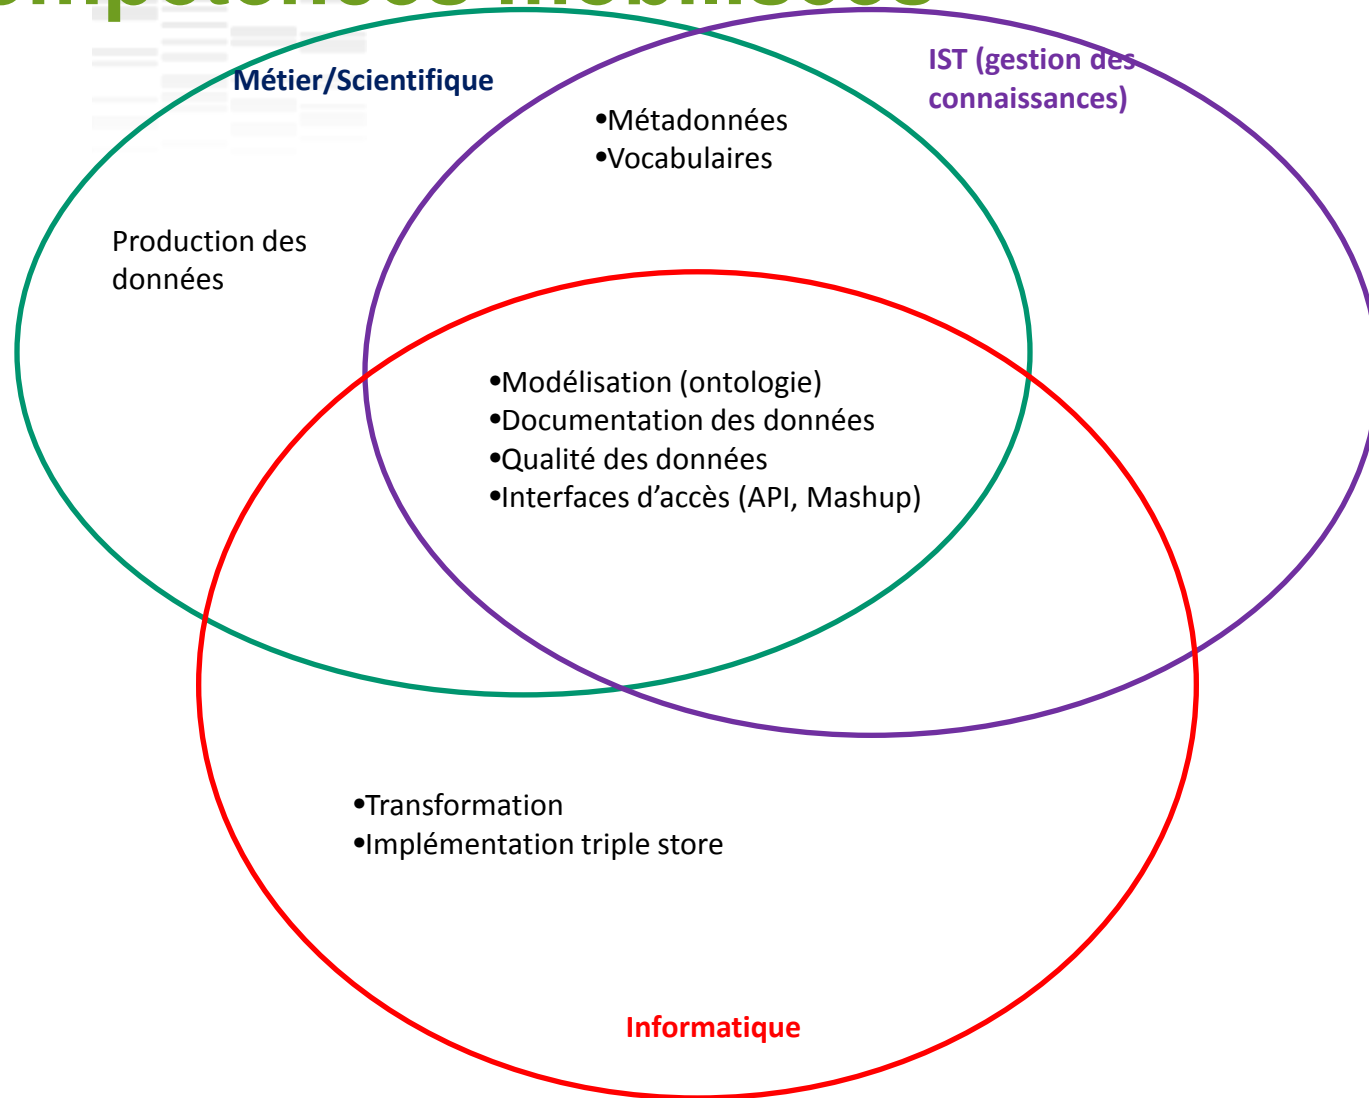 Métier/Scientifique
IST (gestion des
connaissances)
•Métadonnées
•Vocabulaires
Production des
données
•Modélisation (ontologie)
•Documentation des données
•Qualité des données
•Interfaces d’accès (API, Mashup)
•Transformation
•Implémentation triple store
Informatique